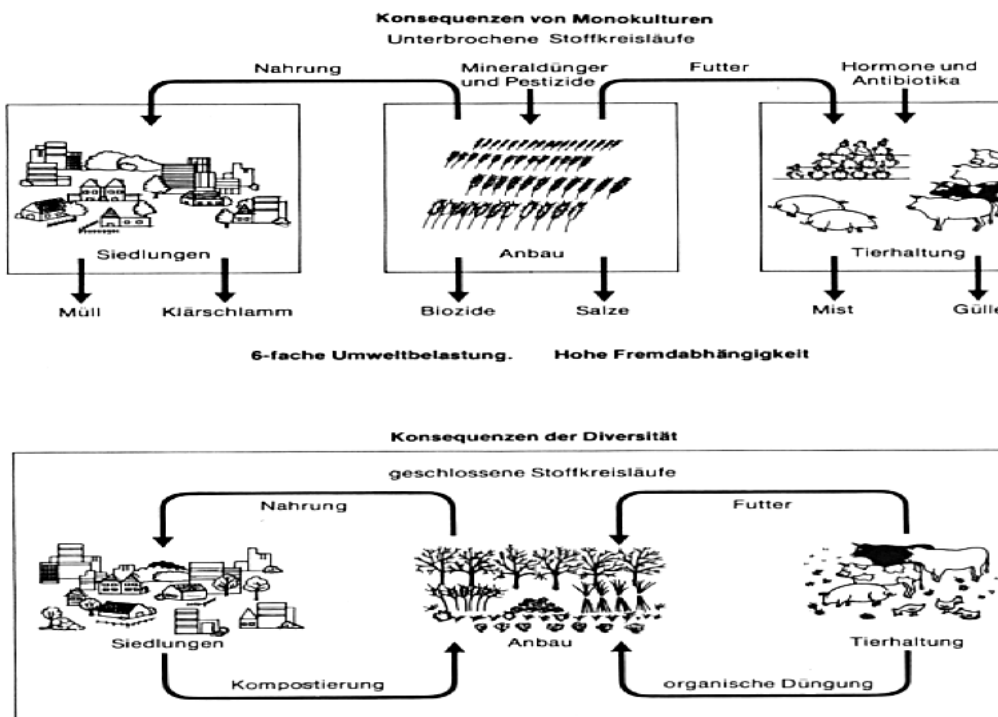 Konsequenzen von Monokulturen
Unterbrochene Stoffkreisläufe
Nahrung
Mineraldünger
und Pestizide
Futter
Hormone und
Antibiotika
Siedlungen
Anbau
Tierhaltung
Müll
Klärschlamm
Biozide
Salze
Mist
Gülle
6-fache Umweltbelastung. Hohe Fremdabhängigkeit
Konsequenzen der Diversität
geschlossene Stoffkreisläufe
Nahrung
Futter
Siedlungen
Anbau
Tierhaltung
Kompostierung
organische Düngung